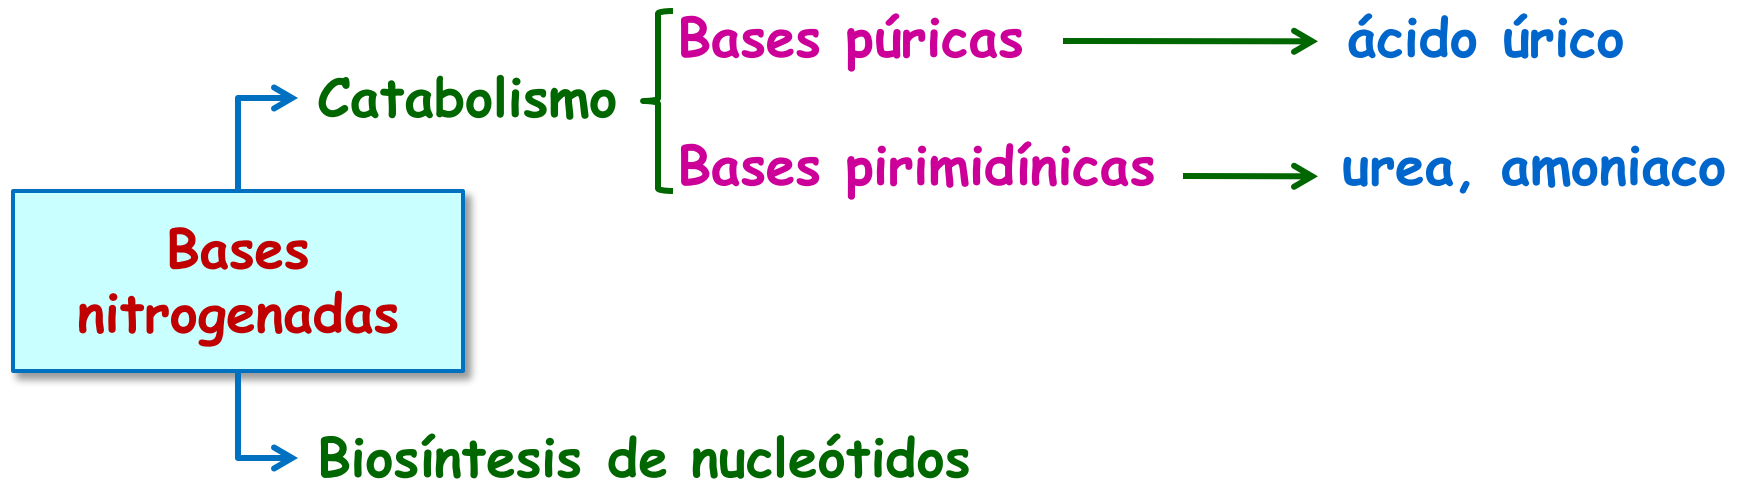 Bases púricas
ácido úrico
Catabolismo
Bases pirimidínicas
urea, amoniaco
Bases
nitrogenadas
Biosíntesis de nucleótidos